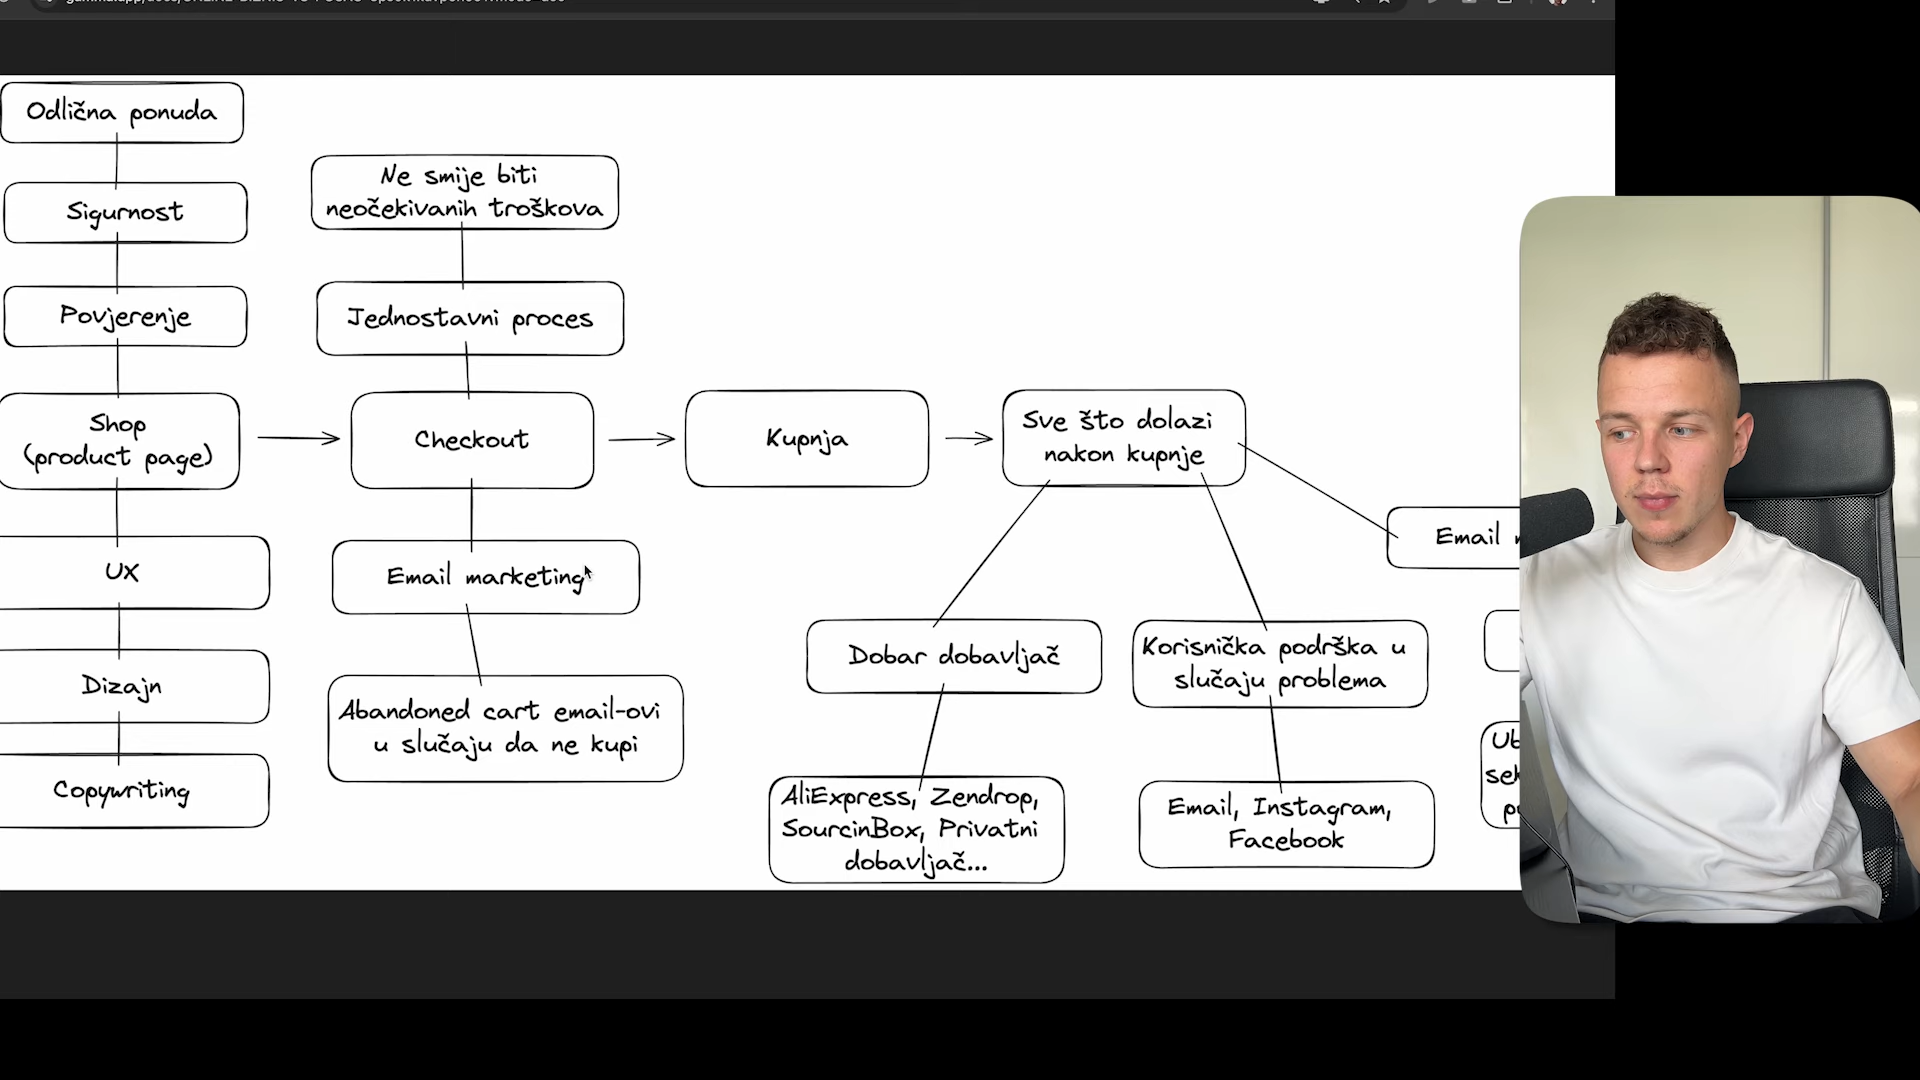 Odlična ponuda
Sigurnost
Povjerenje
Shop
(product page)
UX
Dizajn
Copywriting
Ne smije biti
neočekivanih troškova
Jednostavni proces
Checkout
Email marketing
Abandoned cart email-ovi
u slučaju da ne kupi
Kupnja
Sve što dolazi
nakon kupnje
Dobar dobavljač
AliExpress, Zendrop,
SourcinBox, Privatni
dobavljač...
Korisnička podrška u
slučaju problema
Email, Instagram,
Facebook
Email